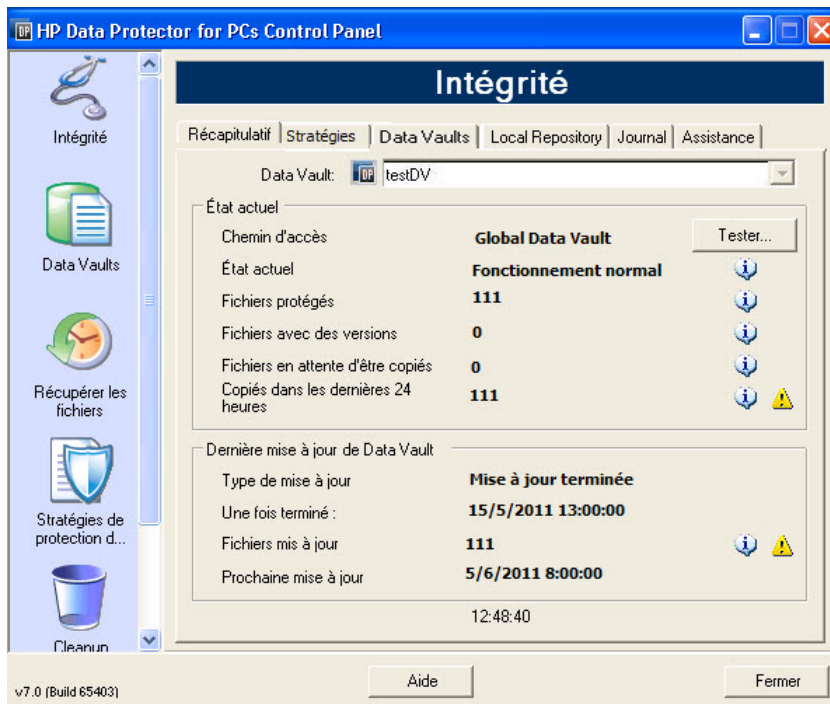 HP Data Protector for PCs Control Panel
Intégrité
Data Vaults
Récupérer les
fichiers
Stratégies de
protection d...
Cleanup
v7.0 (Build 65403)
Intégrité
Récapitulatif Stratégies Data Vaults Local Repository Journal Assistance
Data Vault: DP testDV
État actuel
Chemin d'accès Global Data Vault Tester...
État actuel Fonctionnement normal
Fichiers protégés 111
Fichiers avec des versions 0
Fichiers en attente d'être copiés 0
Copiés dans les dernières 24
heures 111
Dernière mise à jour de Data Vault
Type de mise à jour Mise à jour terminée
Une fois terminé : 15/5/2011 13:00:00
Fichiers mis à jour 111
Prochaine mise à jour 5/6/2011 8:00:00
12:48:40
Aide Fermer